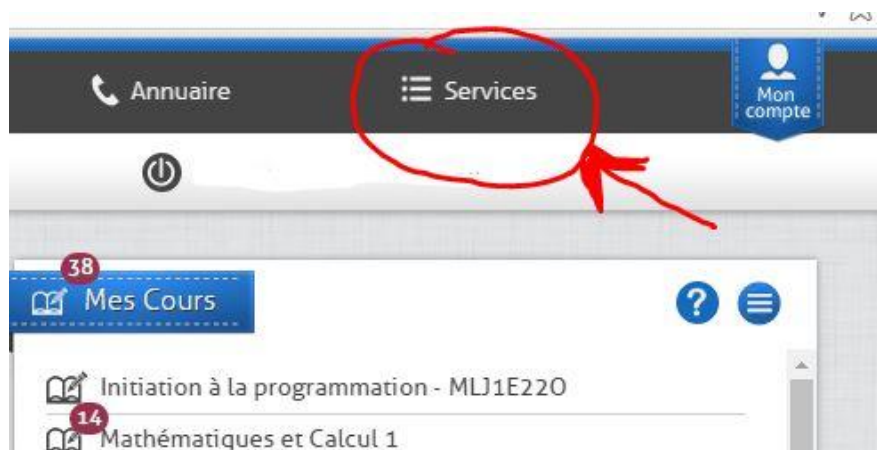 Annuaire
Services
Mon
compte
38
Mes Cours
?
Initiation à la programmation - MLJ1E22O
14
Mathématiques et Calcul 1